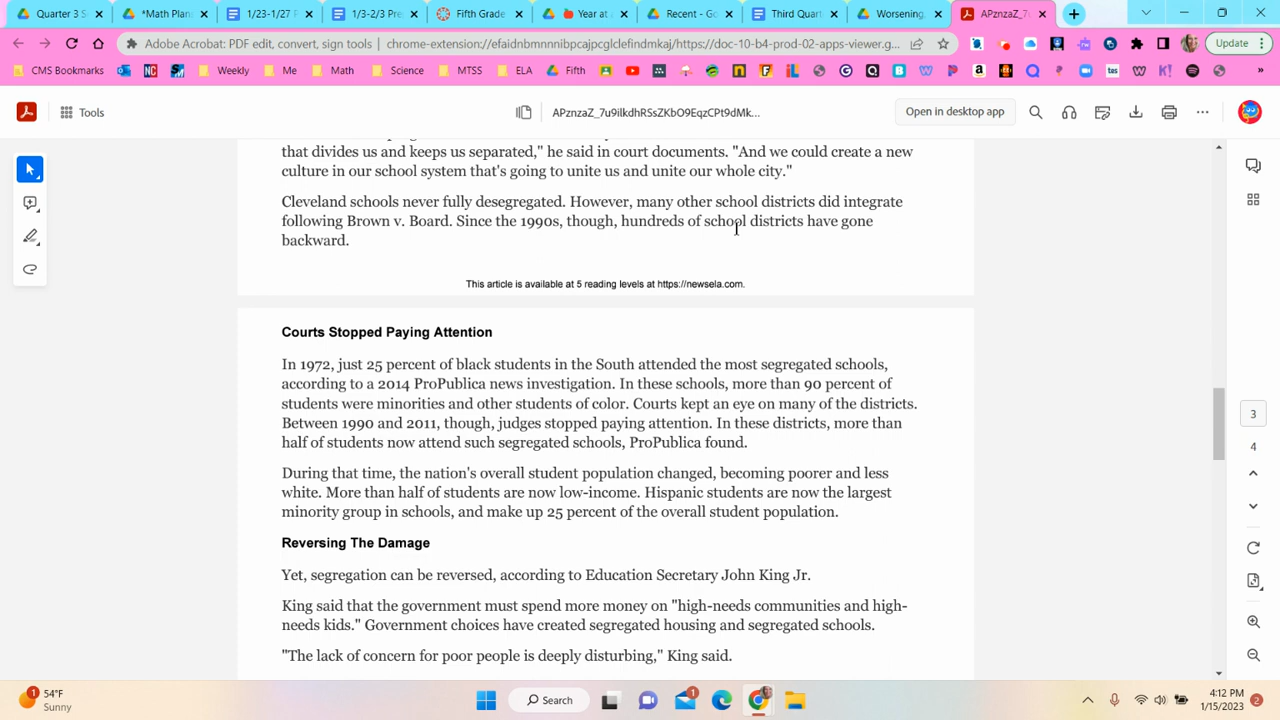 Quarter 3 S
*Math Plan
1/23-1/27 P
1/3-2/3 Pre
Fifth Grade
Year at a
Recent - Go
Third Quart
Worsening
APznzaZ_7u
Adobe Acrobat: PDF edit, convert, sign tools | chrome-extension://efaidnbmnnnibpcajpcglclefindmkaj/https://doc-10-b4-prod-02-apps-viewer.g...
Update
CMS Bookmarks
Weekly
Me
Math
Science
MTSS
ELA
Fifth
Tools
APznzaZ_7u9ilkdhRSsZKbO9EqzCPt9dMk...
Open in desktop app
that divides us and keeps us separated," he said in court documents. "And we could create a new
culture in our school system that's going to unite us and unite our whole city."
Cleveland schools never fully desegregated. However, many other school districts did integrate
following Brown v. Board. Since the 1990s, though, hundreds of school districts have gone
backward.
This article is available at 5 reading levels at https://newsela.com.
Courts Stopped Paying Attention
In 1972, just 25 percent of black students in the South attended the most segregated schools,
according to a 2014 ProPublica news investigation. In these schools, more than 90 percent of
students were minorities and other students of color. Courts kept an eye on many of the districts.
Between 1990 and 2011, though, judges stopped paying attention. In these districts, more than
half of students now attend such segregated schools, ProPublica found.
During that time, the nation's overall student population changed, becoming poorer and less
white. More than half of students are now low-income. Hispanic students are now the largest
minority group in schools, and make up 25 percent of the overall student population.
Reversing The Damage
Yet, segregation can be reversed, according to Education Secretary John King Jr.
King said that the government must spend more money on "high-needs communities and high-
needs kids." Government choices have created segregated housing and segregated schools.
"The lack of concern for poor people is deeply disturbing," King said.
3
4
54°F
Sunny
Search
4:12 PM
1/15/2023